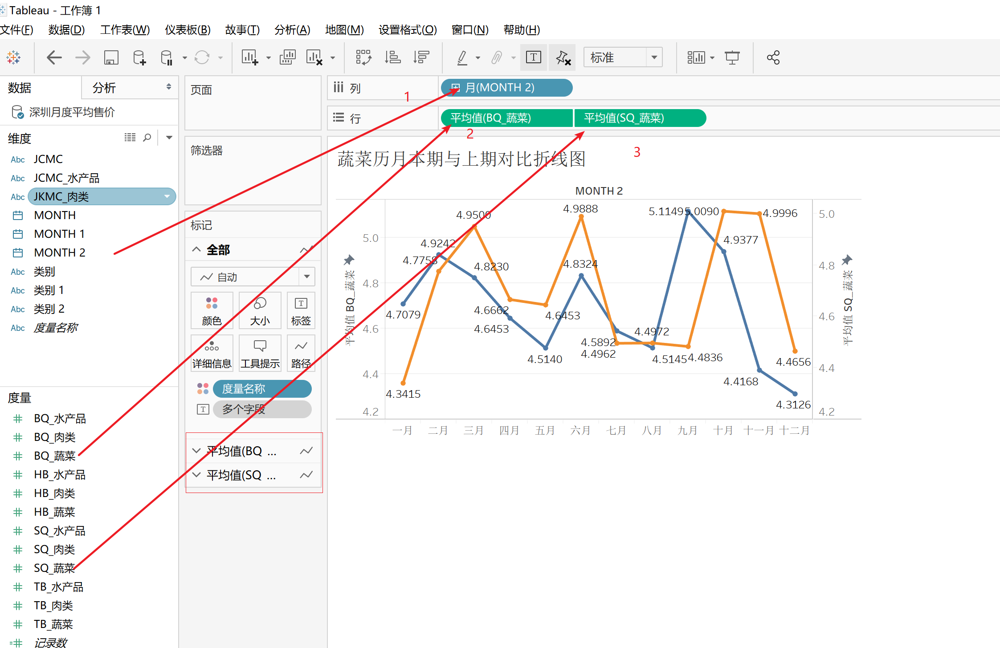 Tableau - 工作簿 1
文件(F) 数据(D) 工作表(W) 仪表板(B) 故事(T) 分析(A) 地图(M) 设置格式(O) 窗口(N) 帮助(H)
标准
数据 分析
深圳月度平均售价
维度
Abc JCMC
Abc JCMC_水产品
Abc JKMC_肉类
MONTH
MONTH 1
MONTH 2
Abc 类别
Abc 类别 1
Abc 类别 2
Abc 度量名称
度量
BQ_水产品
BQ_肉类
BQ_蔬菜
HB_水产品
HB_肉类
HB_蔬菜
SQ_水产品
SQ_肉类
SQ_蔬菜
TB_水产品
TB_肉类
TB_蔬菜
记录数
页面
筛选器
标记
全部
自动
颜色 大小 标签
详细信息 工具提示 路径
度量名称
多个字段
平均值(BQ ...
平均值(SQ ...
列 月(MONTH 2)
1
行 平均值(BQ_蔬菜) 平均值(SQ_蔬菜)
2
3
蔬菜历月本期与上期对比折线图
MONTH 2
平均值 BQ_蔬菜
5.0
4.8
4.6
4.4
4.2
4.7079
4.3415
4.9242
4.7758
4.9500
4.8230
4.6662
4.6453
4.6453
4.5140
4.9888
4.8324
4.5892
4.4962
4.4972
4.5145
5.1149
4.4836
5.0090
4.9377
4.9996
4.4168
4.4656
4.3126
5.0
4.8
4.6
4.4
4.2
平均值 SQ_蔬菜
一月 二月 三月 四月 五月 六月 七月 八月 九月 十月 十一月 十二月